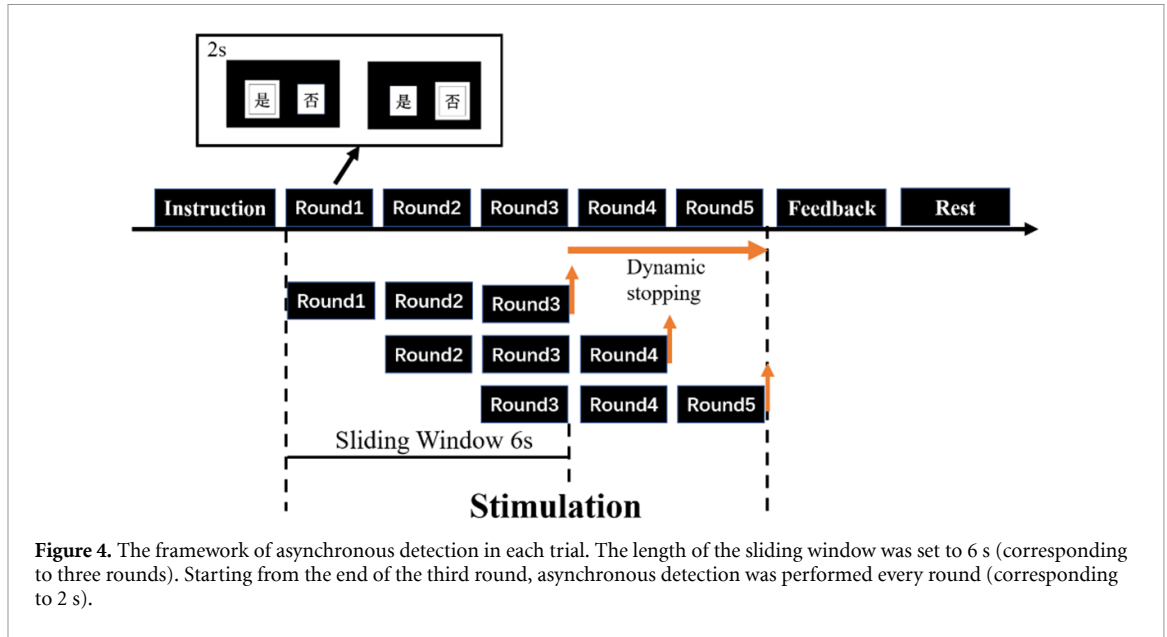 2s
是 否 是 否
Instruction Round1 Round2 Round3 Round4 Round5 Feedback Rest
Dynamic
stopping
Round1 Round2 Round3
Round2 Round3 Round4
Round3 Round4 Round5
Sliding Window 6s
Stimulation
Figure 4. The framework of asynchronous detection in each trial. The length of the sliding window was set to 6 s (corresponding
to three rounds). Starting from the end of the third round, asynchronous detection was performed every round (corresponding
to 2 s).